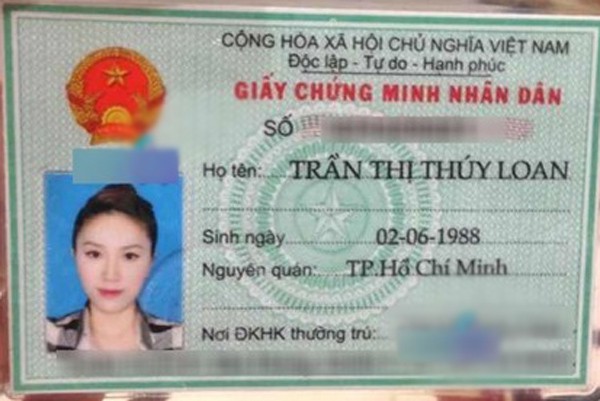 CỘNG HÒA XÃ HỘI CHỦ NGHĨA VIỆT NAM
Độc lập - Tự do - Hạnh phúc
GIẤY CHỨNG MINH NHÂN DÂN
SỐ
Họ tên: TRẦN THỊ THÚY LOAN
Sinh ngày 02-06-1988
Nguyên quán: TP.Hồ Chí Minh
Nơi ĐKHK thường trú: